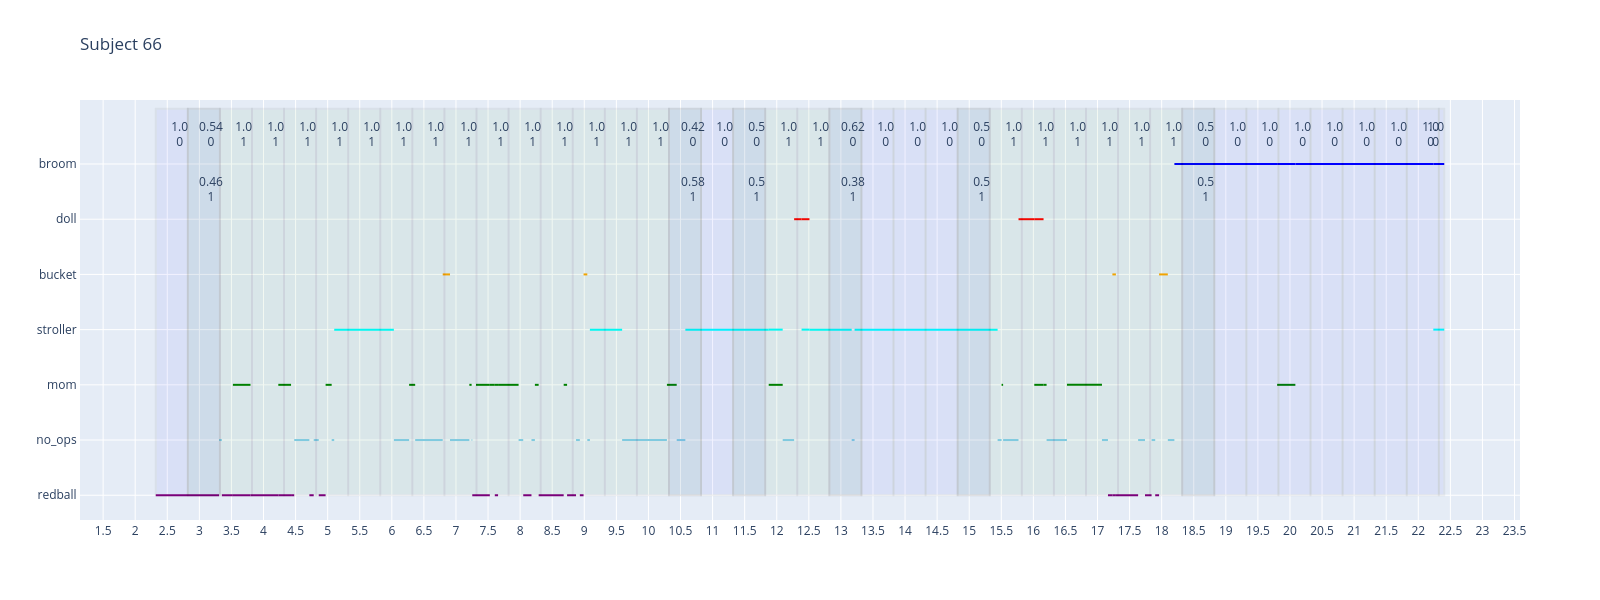 Subject 66
1.0 0.54 1.0 1.0 1.0 1.0 1.0 1.0 1.0 1.0 1.0 1.0 1.0 1.0 1.0 1.0 0.42 1.0 0.5 1.0 1.0 0.62 1.0 1.0 1.0 0.5 1.0 1.0 1.0 1.0 1.0 1.0 0.5 1.0 1.0 1.0 1.0 1.0 1.0
0 0 1 1 1 1 1 1 1 1 1 1 1 1 1 1 0 0 0 1 1 0 0 0 0 0 1 1 1 1 1 1 0 0 0 0 0 0 0
broom
0.46 0.58 0.5 0.38 0.5 0.5
1 1 1 1 1 1
doll
bucket
stroller
mom
no_ops
redball
1.5 2 2.5 3 3.5 4 4.5 5 5.5 6 6.5 7 7.5 8 8.5 9 9.5 10 10.5 11 11.5 12 12.5 13 13.5 14 14.5 15 15.5 16 16.5 17 17.5 18 18.5 19 19.5 20 20.5 21 21.5 22 22.5 23 23.5